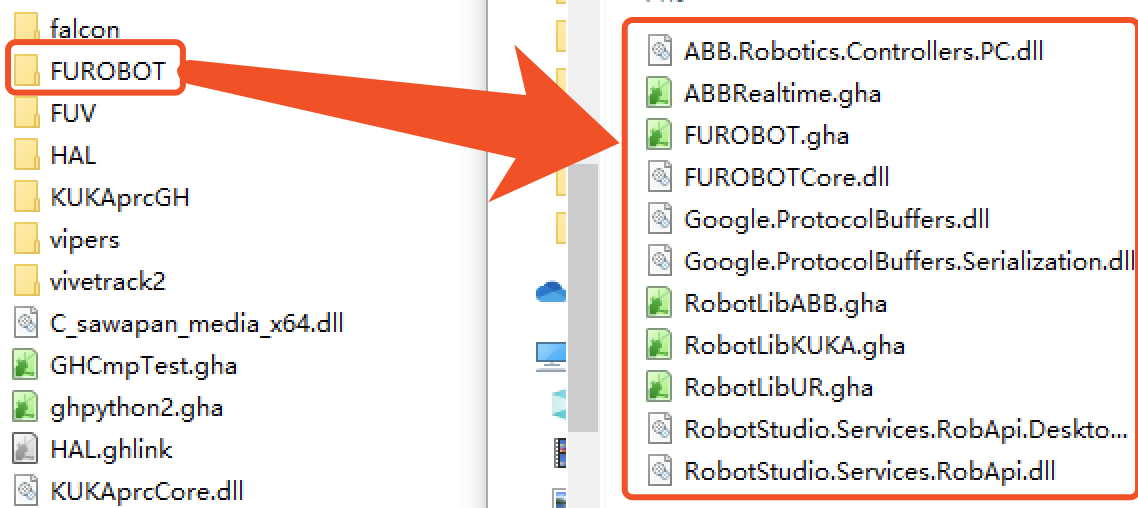 falcon
FUROBOT
FUV
HAL
KUKAprcGH
vipers
vivetrack2
C_sawapan_media_x64.dll
GHCmpTest.gha
ghpython2.gha
HAL.ghlink
KUKAprcCore.dll
ABB.Robotics.Controllers.PC.dll
ABBRealtime.gha
FUROBOT.gha
FUROBOTCore.dll
Google.ProtocolBuffers.dll
Google.ProtocolBuffers.Serialization.dll
RobotLibABB.gha
RobotLibKUKA.gha
RobotLibUR.gha
RobotStudio.Services.RobApi.Deskto...
RobotStudio.Services.RobApi.dll